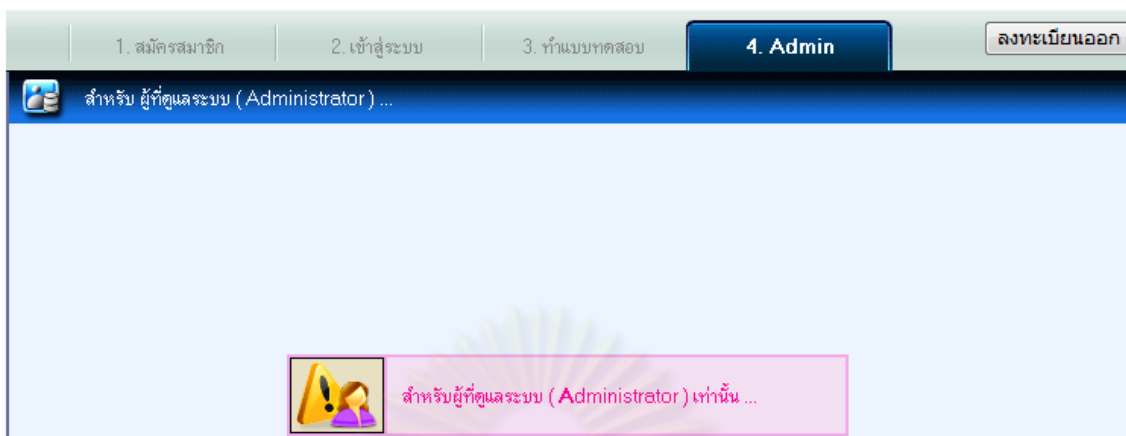 1. สมัครสมาชิก 2. เข้าสู่ระบบ 3. ทำแบบทดสอบ 4. Admin ลงทะเบียนออก
สำหรับ ผู้ที่ดูแลระบบ ( Administrator ) ...
สำหรับผู้ที่ดูแลระบบ ( Administrator ) เท่านั้น ...